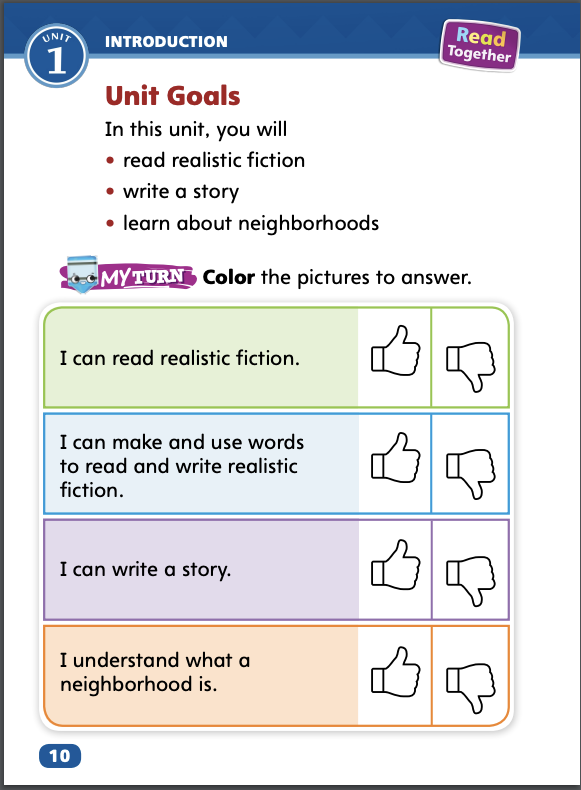 UNIT
1
INTRODUCTION
Read
Together
Unit Goals
In this unit, you will
• read realistic fiction
• write a story
• learn about neighborhoods
MY TURN Color the pictures to answer.
I can read realistic fiction.
I can make and use words
to read and write realistic
fiction.
I can write a story.
I understand what a
neighborhood is.
10